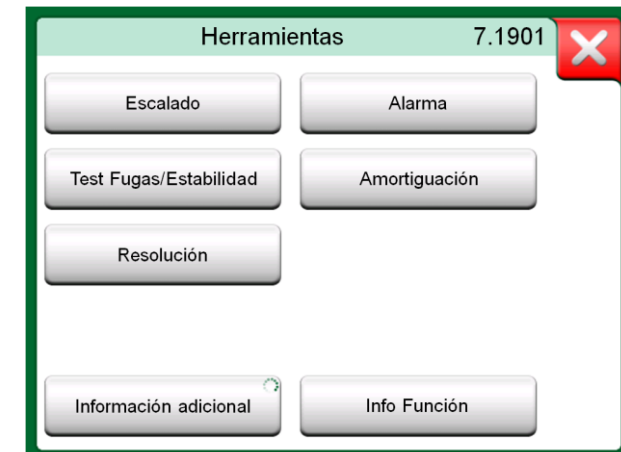 Herramientas 7.1901
Escalado Alarma
Test Fugas/Estabilidad Amortiguación
Resolución
Información adicional Info Función